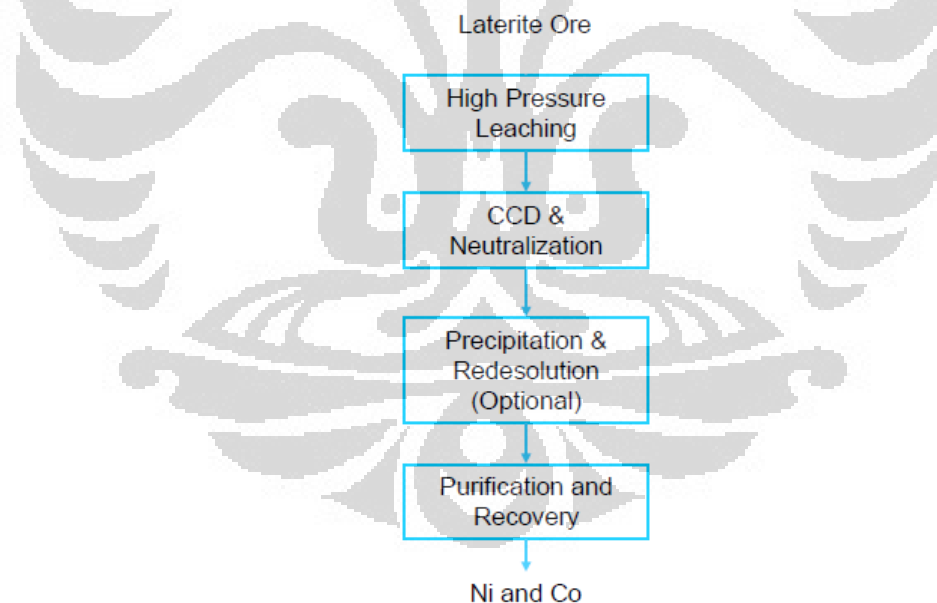 Laterite Ore
High Pressure
Leaching
CCD &
Neutralization
Precipitation &
Redesolution
(Optional)
Purification and
Recovery
Ni and Co